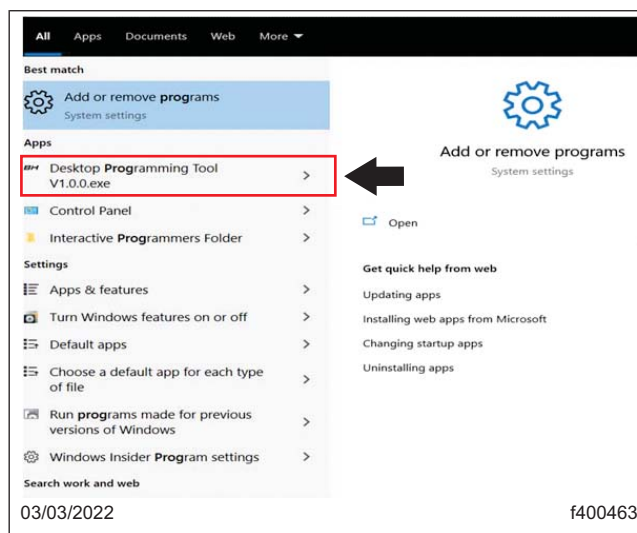 All Apps Documents Web More
Best match
Add or remove programs
System settings
Apps
Desktop Programming Tool
V1.0.0.exe
Control Panel
Interactive Programmers Folder
Settings
Apps & features
Turn Windows features on or off
Default apps
Choose a default app for each type
of file
Run programs made for previous
versions of Windows
Windows Insider Program settings
Search work and web
Add or remove programs
System settings
Open
Get quick help from web
Updating apps
Installing web apps from Microsoft
Changing startup apps
Uninstalling apps
03/03/2022 f400463